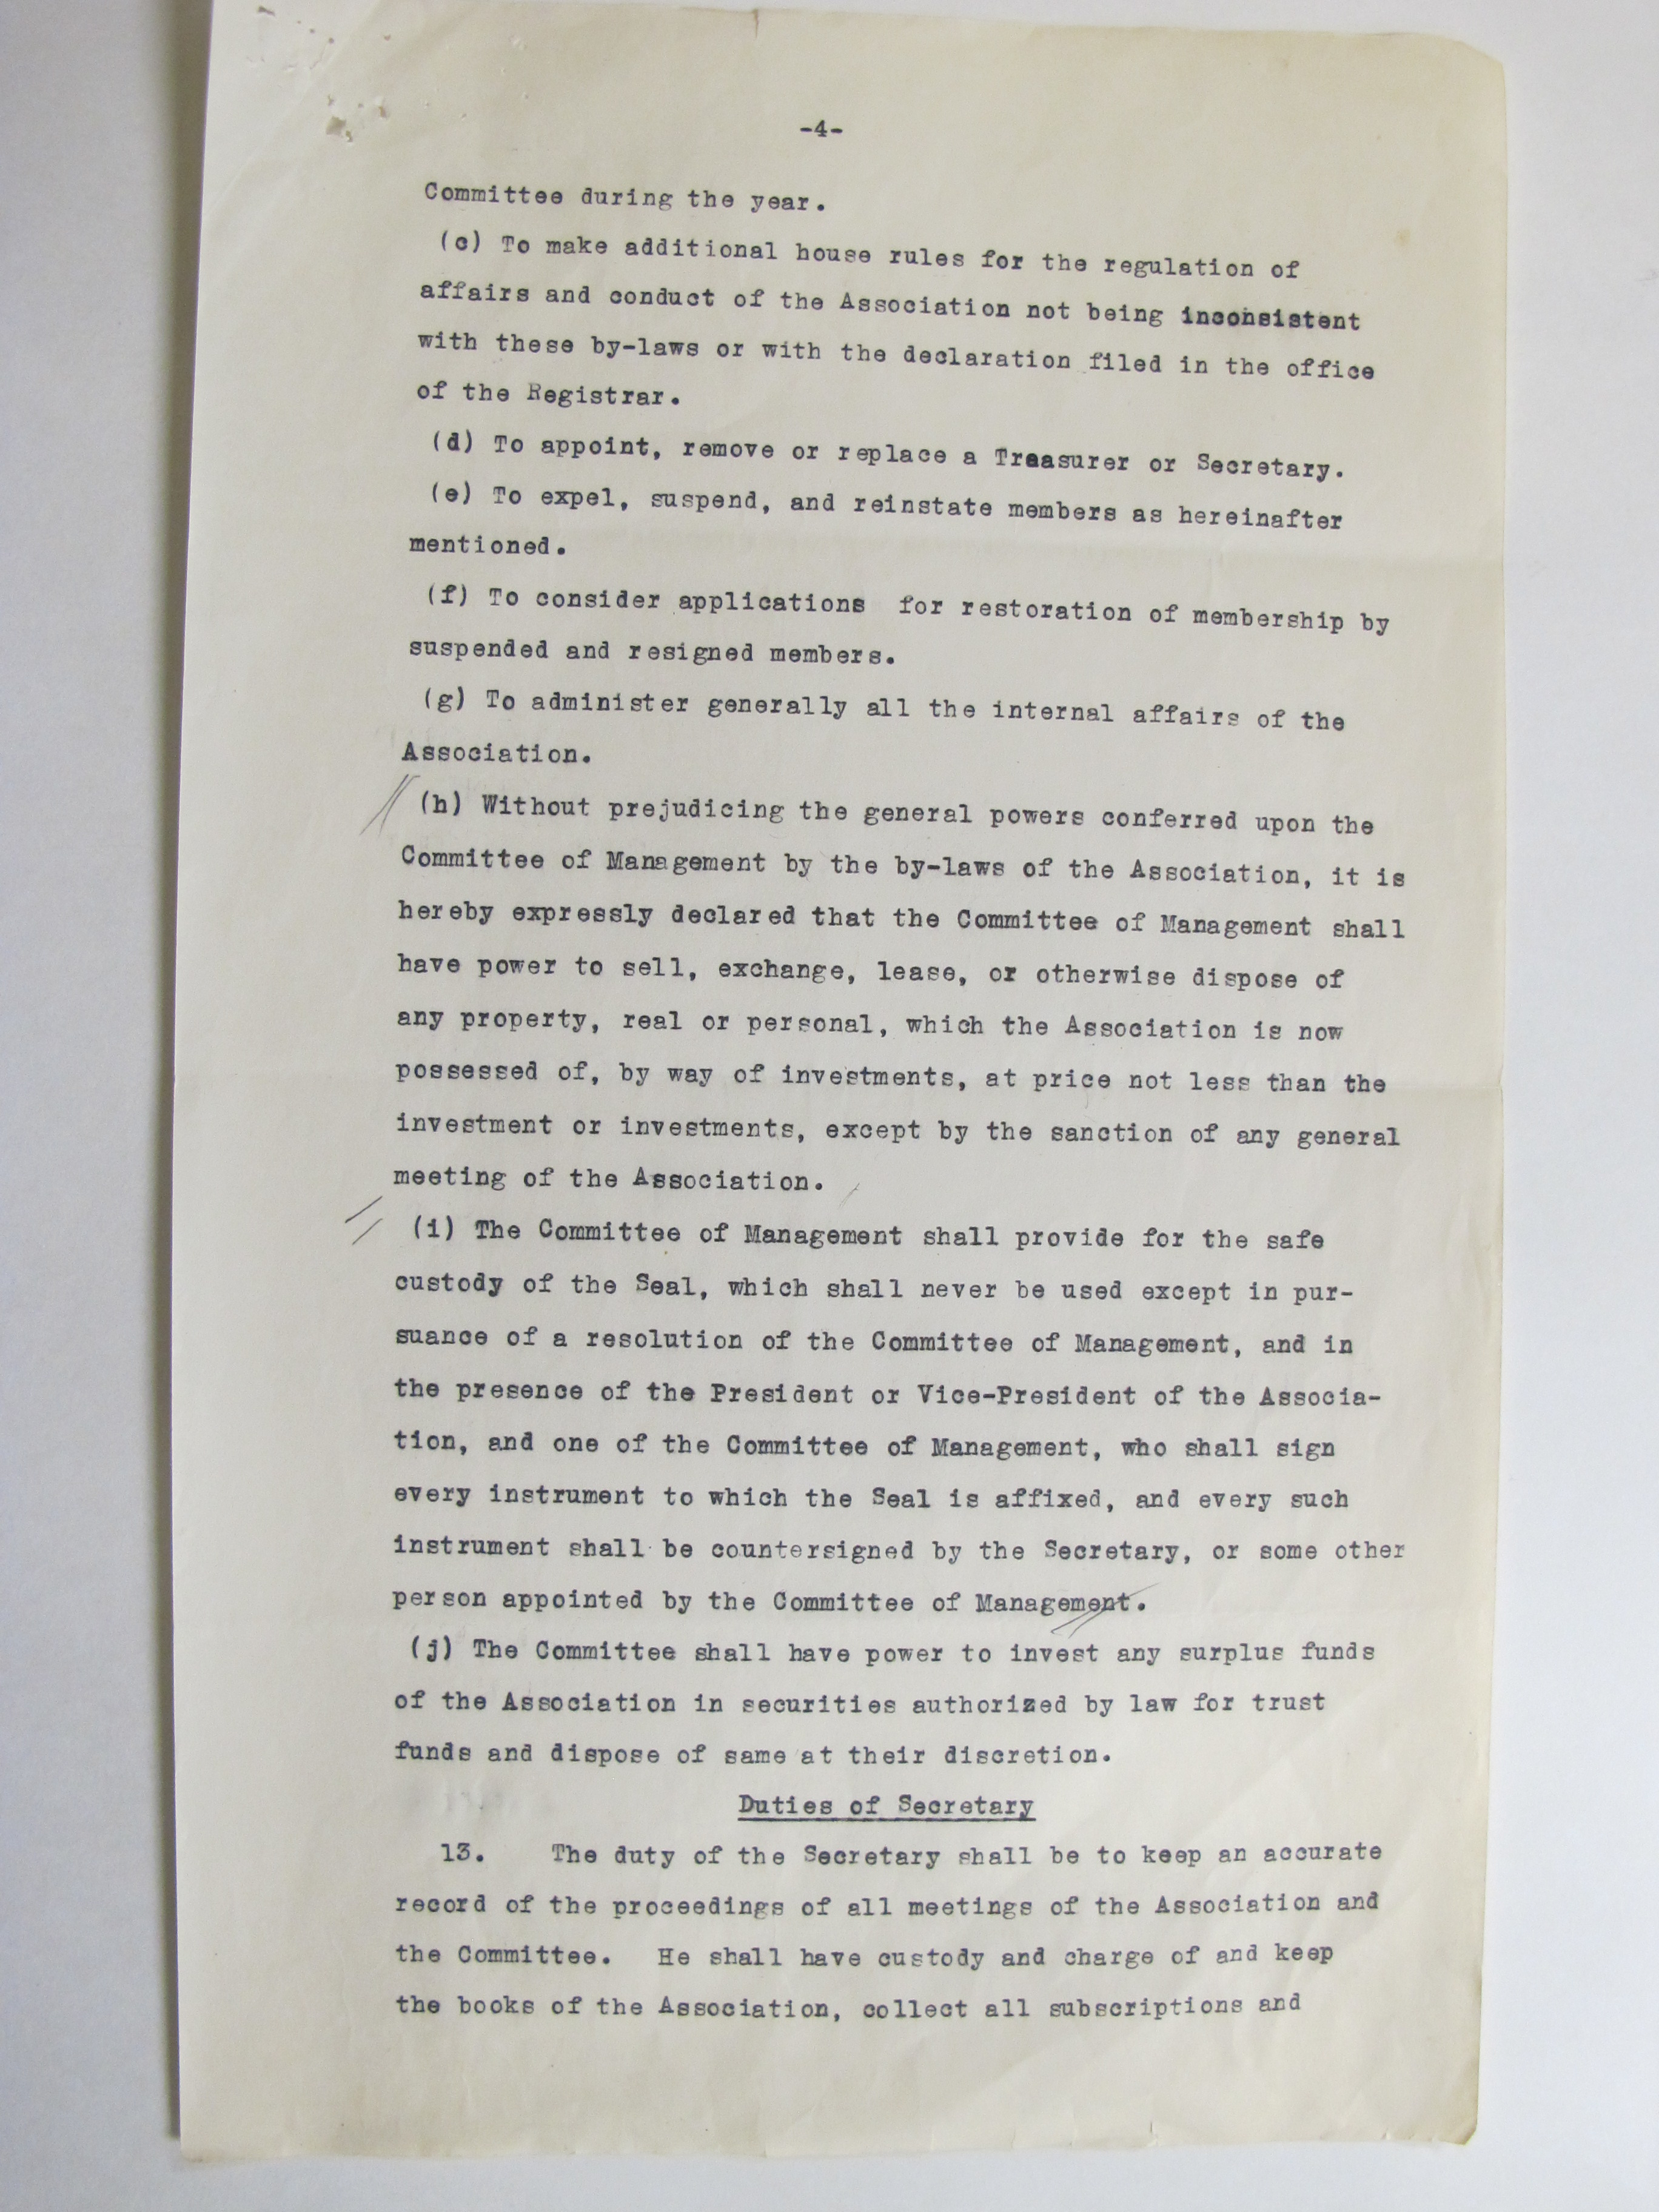 -4-
Committee during the year.
(c) To make additional house rules for the regulation of
affairs and conduct of the Association not being inconsistent
with these by-laws or with the declaration filed in the office
of the Registrar.
(d) To appoint, remove or replace a Treasurer or Secretary.
(e) To expel, suspend, and reinstate members as hereinafter
mentioned.
(f) To consider applications for restoration of membership by
suspended and resigned members.
(g) To administer generally all the internal affairs of the
Association.
(h) Without prejudicing the general powers conferred upon the
Committee of Management by the by-laws of the Association, it is
hereby expressly declared that the Committee of Management shall
have power to sell, exchange, lease, or otherwise dispose of
any property, real or personal, which the Association is now
possessed of, by way of investments, at price not less than the
investment or investments, except by the sanction of any general
meeting of the Association.
(i) The Committee of Management shall provide for the safe
custody of the Seal, which shall never be used except in pur-
suance of a resolution of the Committee of Management, and in
the presence of the President or Vice-President of the Associa-
tion, and one of the Committee of Management, who shall sign
every instrument to which the Seal is affixed, and every such
instrument shall be countersigned by the Secretary, or some other
person appointed by the Committee of Management.
(j) The Committee shall have power to invest any surplus funds
of the Association in securities authorized by law for trust
funds and dispose of same at their discretion.
Duties of Secretary
13. The duty of the Secretary shall be to keep an accurate
record of the proceedings of all meetings of the Association and
the Committee. He shall have custody and charge of and keep
the books of the Association, collect all subscriptions and